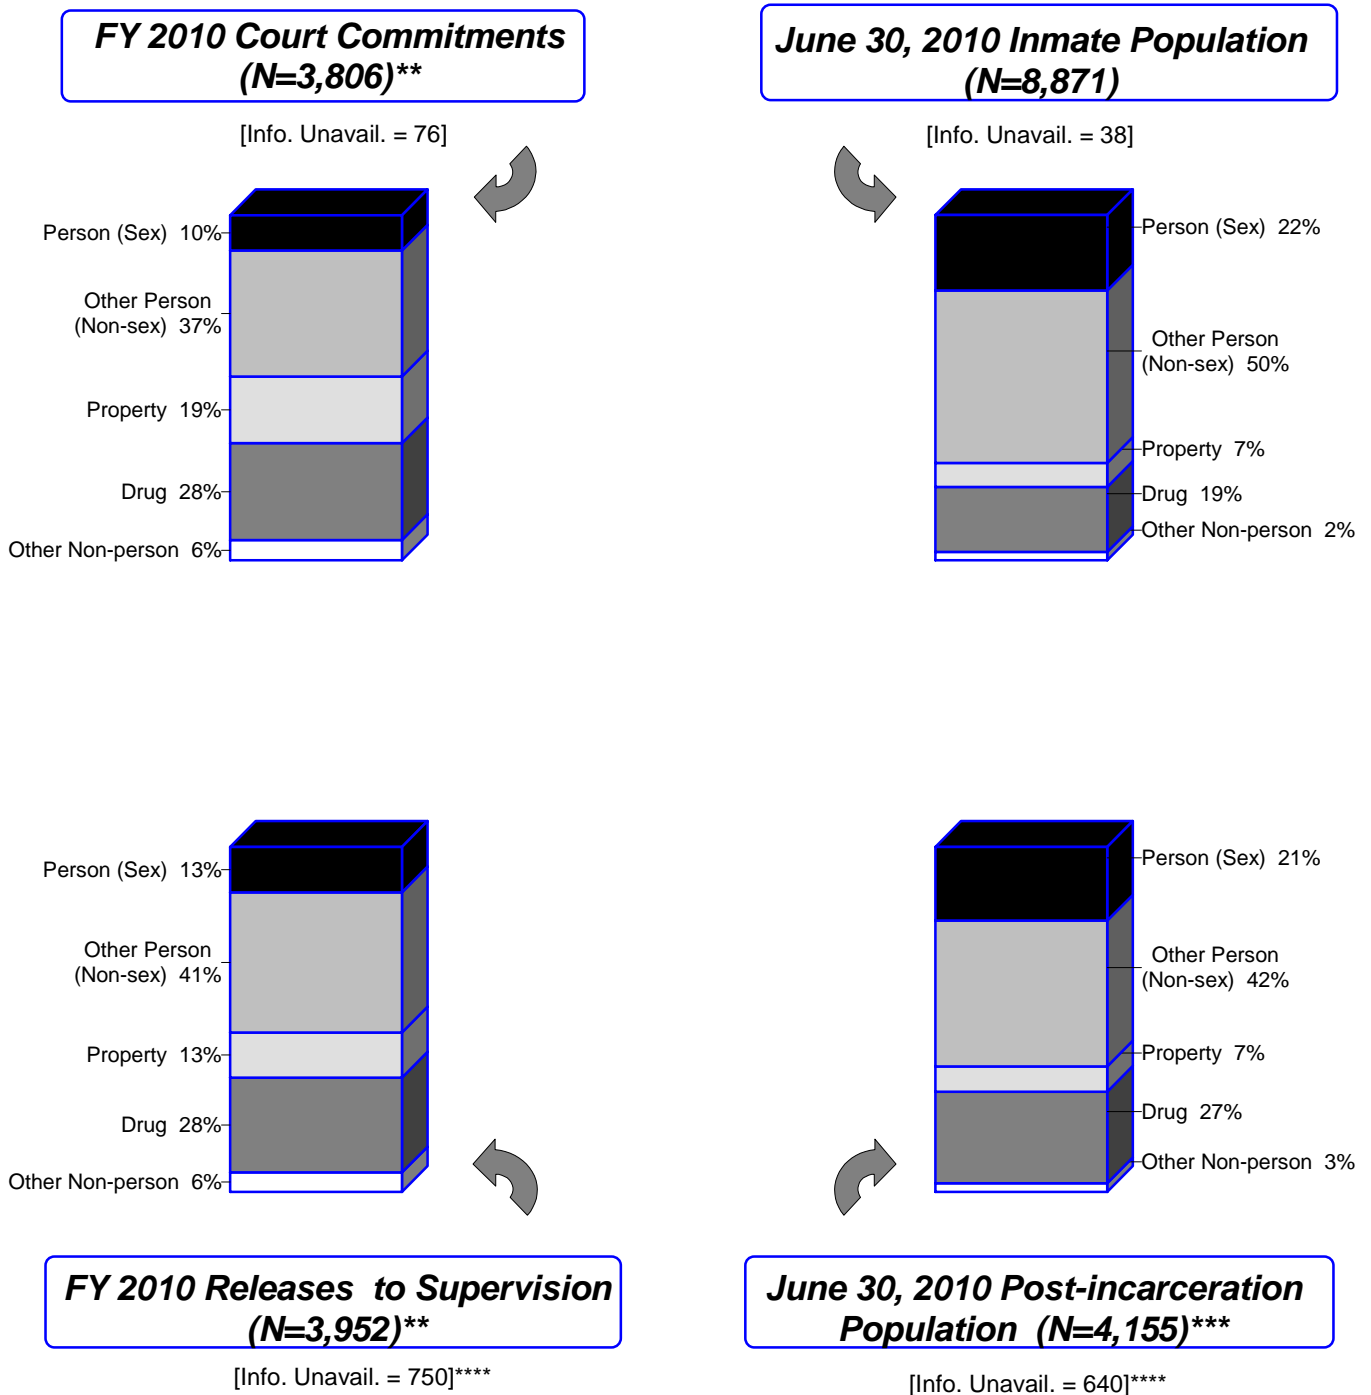 FY 2010 Court Commitments
(N=3,806)**
[Info. Unavail. = 76]
Person (Sex) 10%
Other Person
(Non-sex) 37%
Property 19%
Drug 28%
Other Non-person 6%
June 30, 2010 Inmate Population
(N=8,871)
[Info. Unavail. = 38]
Person (Sex) 22%
Other Person
(Non-sex) 50%
Property 7%
Drug 19%
Other Non-person 2%
Person (Sex) 13%
Other Person
(Non-sex) 41%
Property 13%
Drug 28%
Other Non-person 6%
FY 2010 Releases to Supervision
(N=3,952)**
[Info. Unavail. = 750]****
Person (Sex) 21%
Other Person
(Non-sex) 42%
Property 7%
Drug 27%
Other Non-person 3%
June 30, 2010 Post-incarceration
Population (N=4,155)***
[Info. Unavail. = 640]****